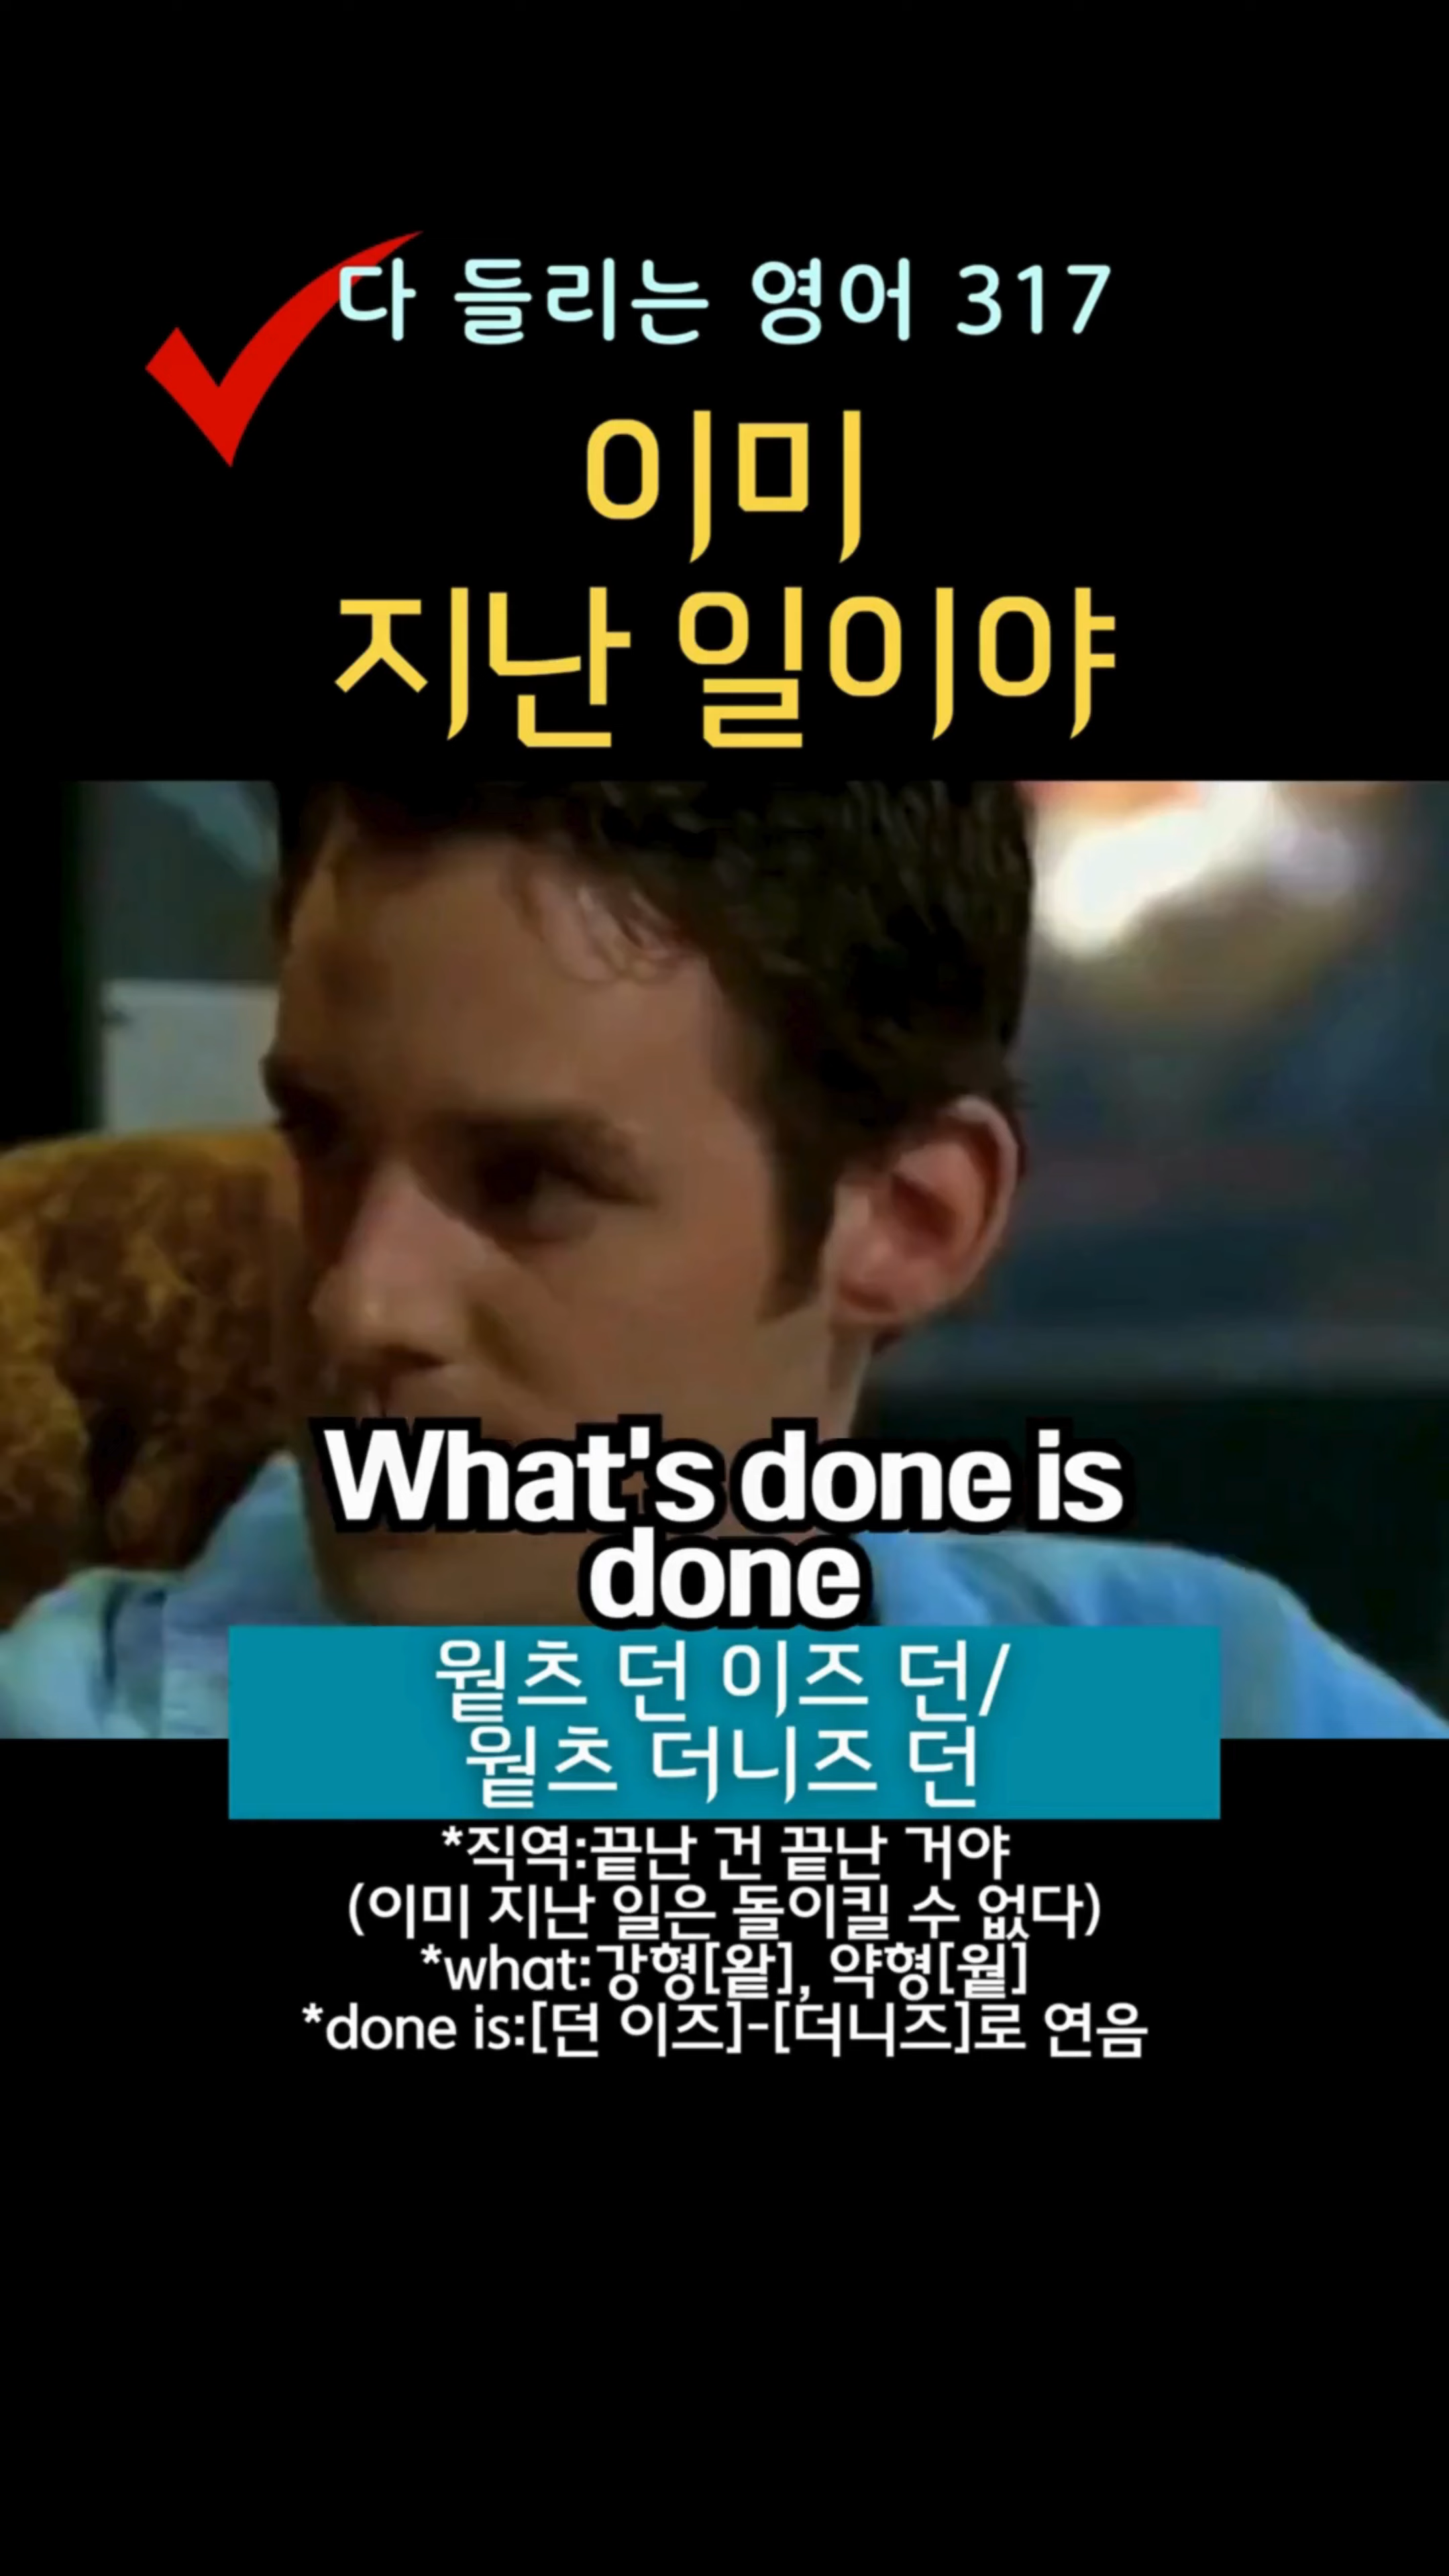 다 들리는 영어 317
이미
지난 일이야
What's done is
done
웥츠 던 이즈 던/
웥츠 더니즈 던
*직역:끝난 건 끝난 거야
(이미 지난 일은 돌이킬 수 없다)
*what:강형[왙], 약형[웥]
*done is:[던 이즈]-[더니즈]로 연음